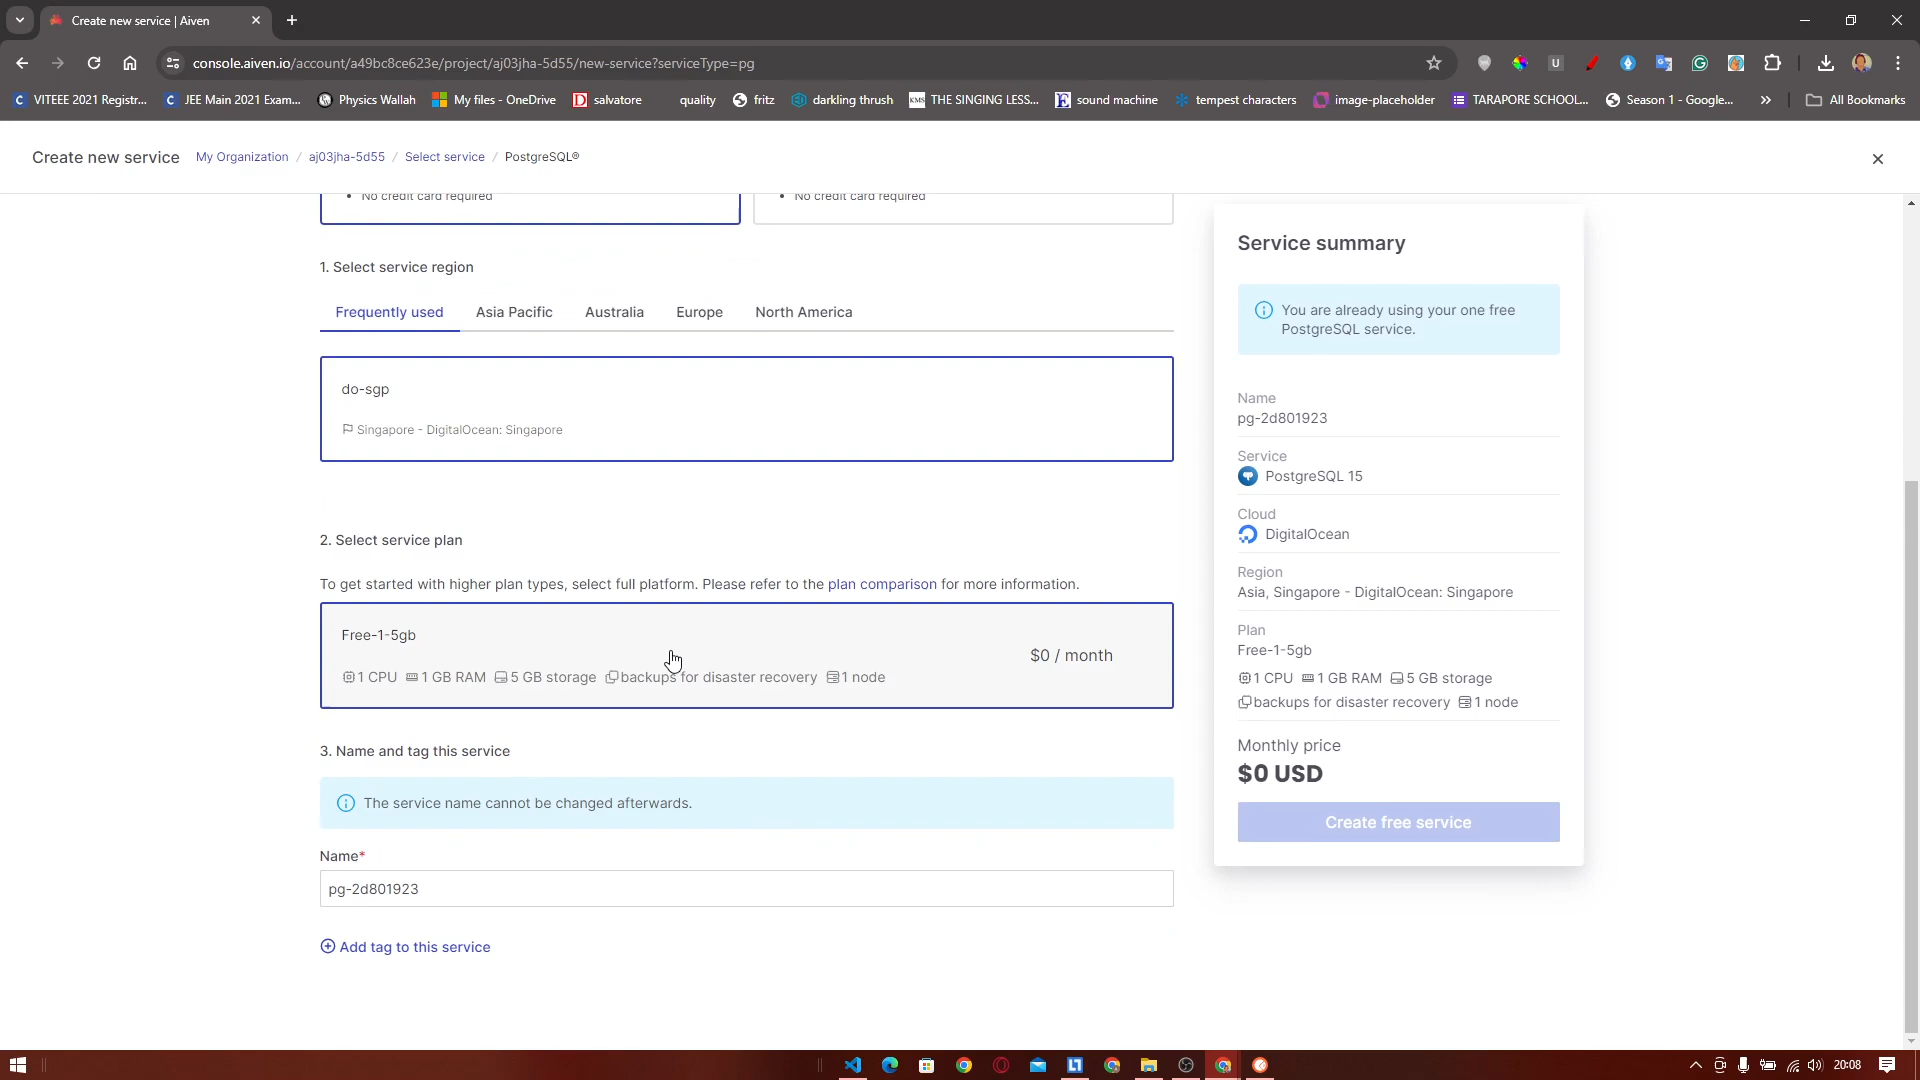 Create new service | Aiven
console.aiven.io/account/a49bc8ce623e/project/aj03jha-5d55/new-service?serviceType=pg
VITEEE 2021 Registr...
JEE Main 2021 Exam...
Physics Wallah
My files - OneDrive
salvatore
quality
fritz
darkling thrush
KMS THE SINGING LESS...
sound machine
tempest characters
image-placeholder
TARAPORE SCHOOL...
Season 1 - Google...
»
All Bookmarks
Create new service My Organization / aj03jha-5d55 / Select service / PostgreSQL®
• No credit card required
• No credit card required
1. Select service region
Frequently used Asia Pacific Australia Europe North America
do-sgp
Singapore - DigitalOcean: Singapore
2. Select service plan
To get started with higher plan types, select full platform. Please refer to the plan comparison for more information.
Free-1-5gb
$0 / month
1 CPU 1 GB RAM 5 GB storage backups for disaster recovery 1 node
3. Name and tag this service
The service name cannot be changed afterwards.
Name*
pg-2d801923
Add tag to this service
Service summary
You are already using your one free
PostgreSQL service.
Name
pg-2d801923
Service
PostgreSQL 15
Cloud
DigitalOcean
Region
Asia, Singapore - DigitalOcean: Singapore
Plan
Free-1-5gb
1 CPU 1 GB RAM 5 GB storage
backups for disaster recovery 1 node
Monthly price
$0 USD
Create free service
20:08